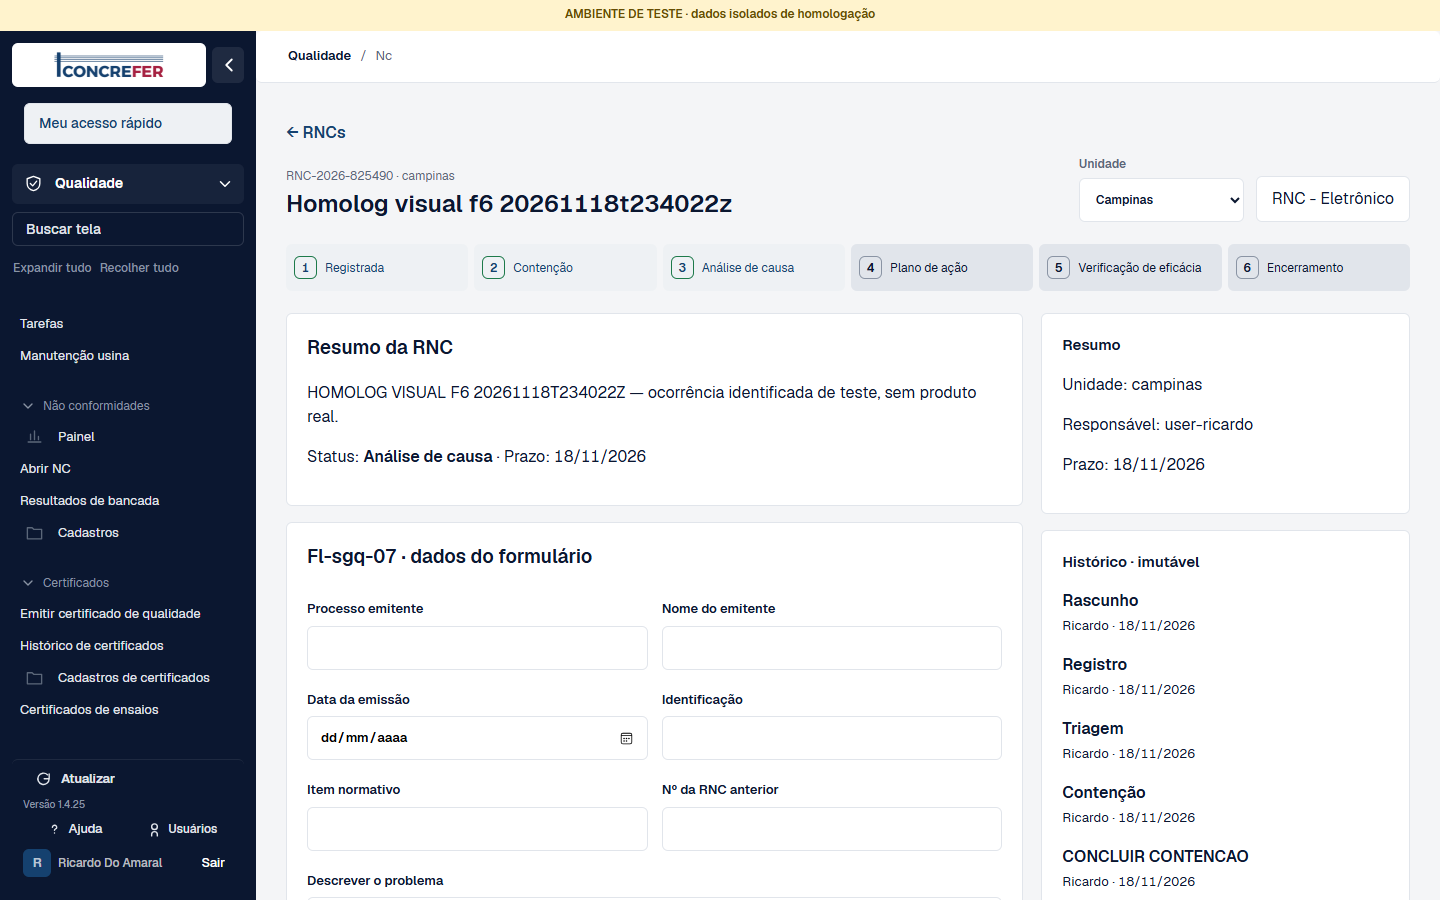 AMBIENTE DE TESTE · dados isolados de homologação
CONCREFER
Meu acesso rápido
Qualidade
Buscar tela
Expandir tudo Recolher tudo
Tarefas
Manutenção usina
Não conformidades
Painel
Abrir NC
Resultados de bancada
Cadastros
Certificados
Emitir certificado de qualidade
Histórico de certificados
Cadastros de certificados
Certificados de ensaios
Atualizar
Versão 1.4.25
? Ajuda Usuários
R Ricardo Do Amaral Sair
Qualidade / Nc
← RNCs
RNC-2026-825490 · campinas
Homolog visual f6 20261118t234022z
Unidade
Campinas
RNC - Eletrônico
1 Registrada
2 Contenção
3 Análise de causa
4 Plano de ação
5 Verificação de eficácia
6 Encerramento
Resumo da RNC
HOMOLOG VISUAL F6 20261118T234022Z — ocorrência identificada de teste, sem produto
real.
Status: Análise de causa · Prazo: 18/11/2026
Fl-sgq-07 · dados do formulário
Processo emitente
Nome do emitente
Data da emissão
Identificação
dd/mm/aaaa
Item normativo
Nº da RNC anterior
Descrever o problema
Resumo
Unidade: campinas
Responsável: user-ricardo
Prazo: 18/11/2026
Histórico · imutável
Rascunho
Ricardo · 18/11/2026
Registro
Ricardo · 18/11/2026
Triagem
Ricardo · 18/11/2026
Contenção
Ricardo · 18/11/2026
CONCLUIR CONTENCAO
Ricardo · 18/11/2026